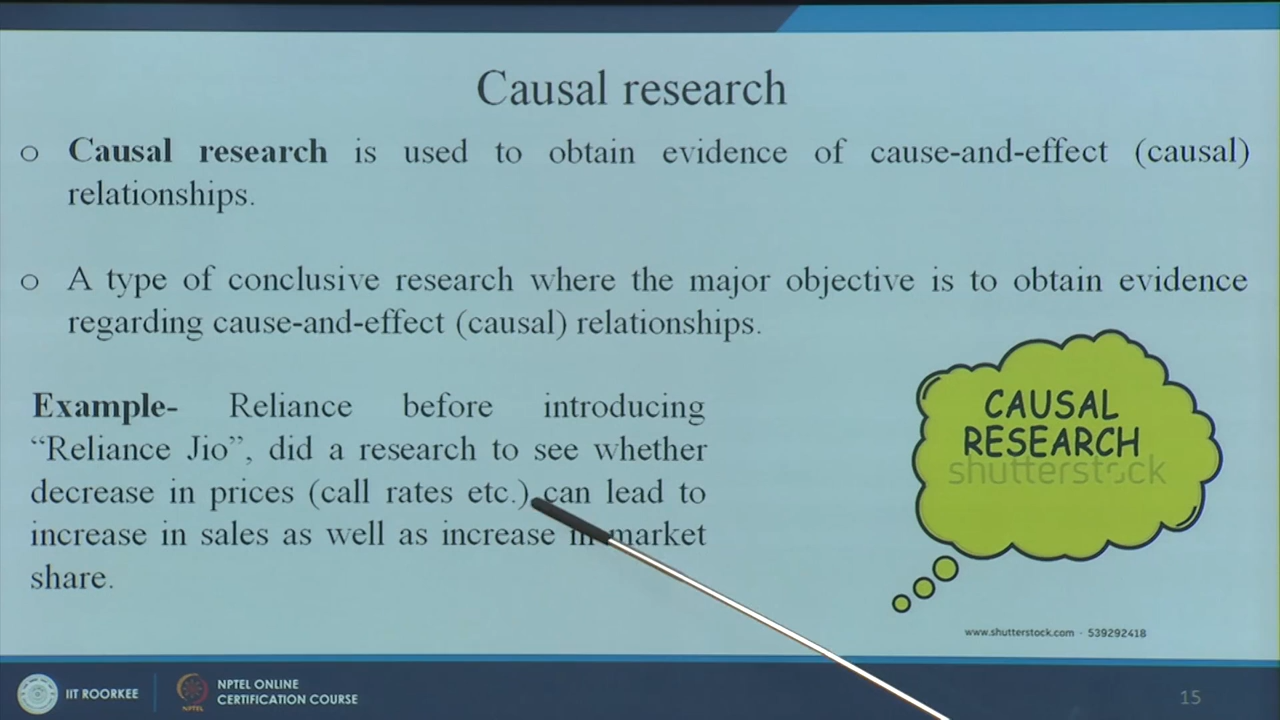 Causal research
o Causal research is used to obtain evidence of cause-and-effect (causal)
relationships.
o A type of conclusive research where the major objective is to obtain evidence
regarding cause-and-effect (causal) relationships.
Example- Reliance before introducing
“Reliance Jio”, did a research to see whether
decrease in prices (call rates etc.) can lead to
increase in sales as well as increase in market
share.
CAUSAL
RESEARCH
shutterstock
www.shutterstock.com · 539292418
IIT ROORKEE
NPTEL
NPTEL ONLINE
CERTIFICATION COURSE
15